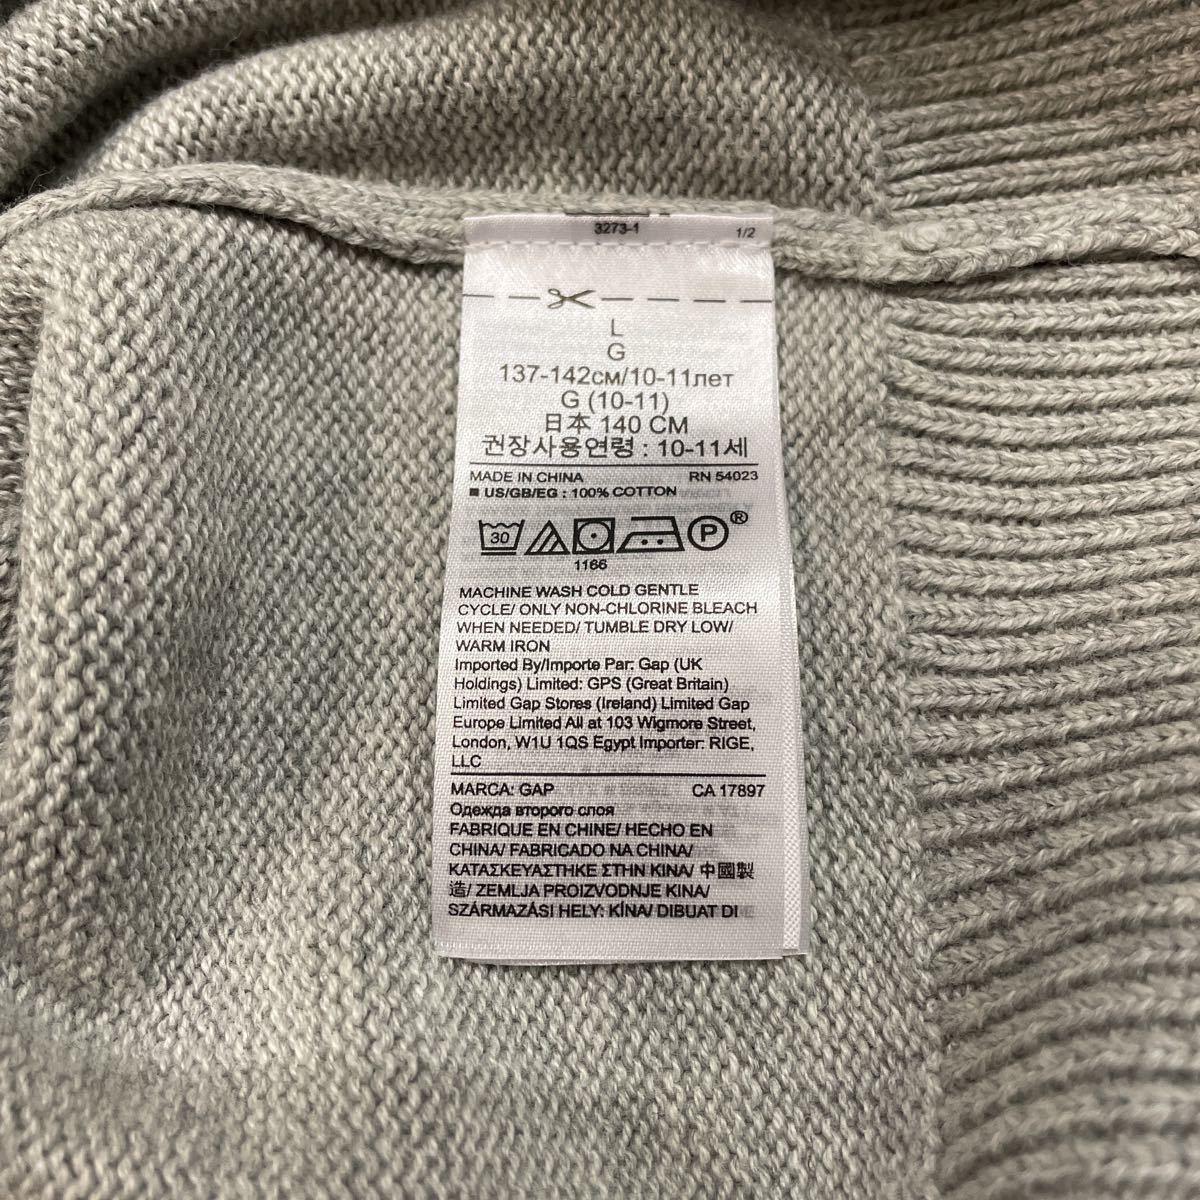 3273-1
1/2
L
G
137-142см/10-11лет
G (10-11)
日本 140 CM
권장사용연령 : 10-11세
MADE IN CHINA RN 54023
■ US/GB/EG : 100% COTTON
30 P®
1166
MACHINE WASH COLD GENTLE
CYCLE/ ONLY NON-CHLORINE BLEACH
WHEN NEEDED/ TUMBLE DRY LOW/
WARM IRON
Imported By/Importe Par: Gap (UK
Holdings) Limited: GPS (Great Britain)
Limited Gap Stores (Ireland) Limited Gap
Europe Limited All at 103 Wigmore Street,
London, W1U 1QS Egypt Importer: RIGE,
LLC
MARCA: GAP CA 17897
Одежда второго слоя
FABRIQUE EN CHINE/ HECHO EN
CHINA/ FABRICADO NA CHINA/
ΚΑΤΑΣΚΕΥΑΣΤΗΚΕ ΣΤΗΝ ΚΙΝΑ/ 中國製
造/ ZEMLJA PROIZVODNJE KINA/
SZÁRMAZÁSI HELY: KÍNA/ DIBUAT DI